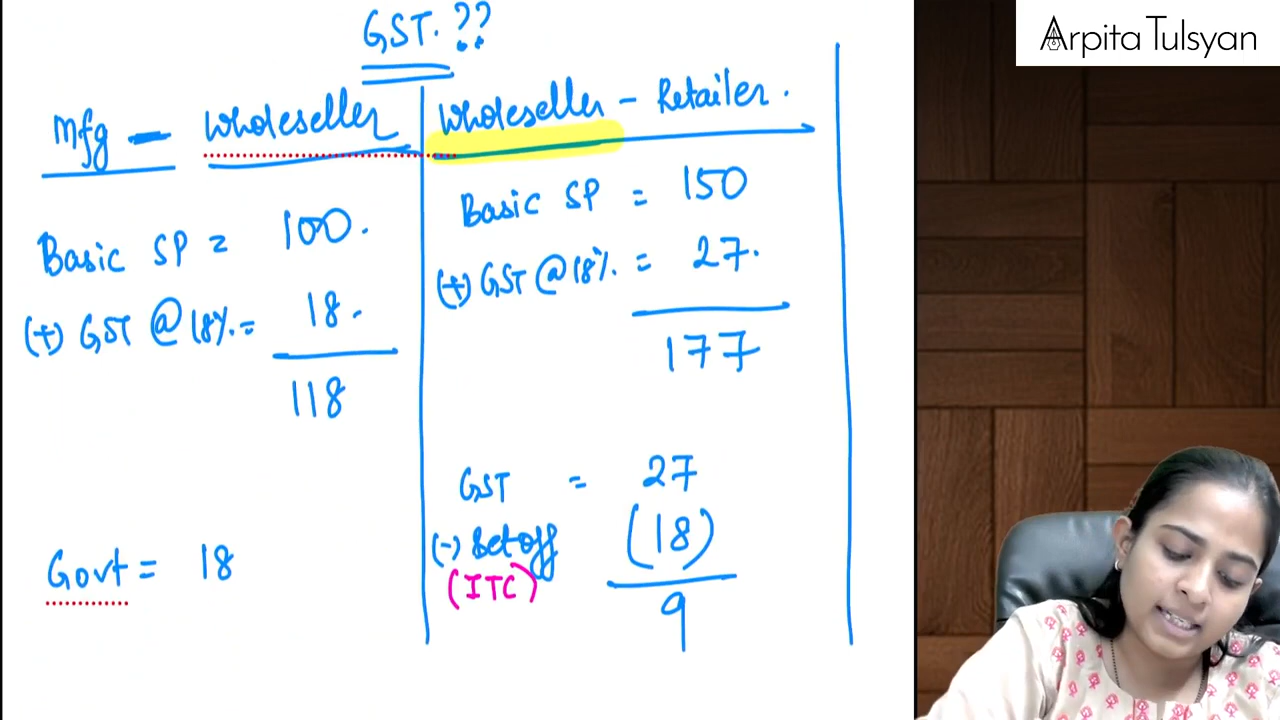 Arpita Tulsyan
GST. ??
Mfg - Wholeseller
Basic SP = 100.
(+) GST @ 18%. = 18.
118
Govt = 18
Wholeseller - Retailer.
Basic SP = 150
(+) GST @ 18%. = 27.
177
GST = 27
(-) Setoff (18)
(ITC)
9